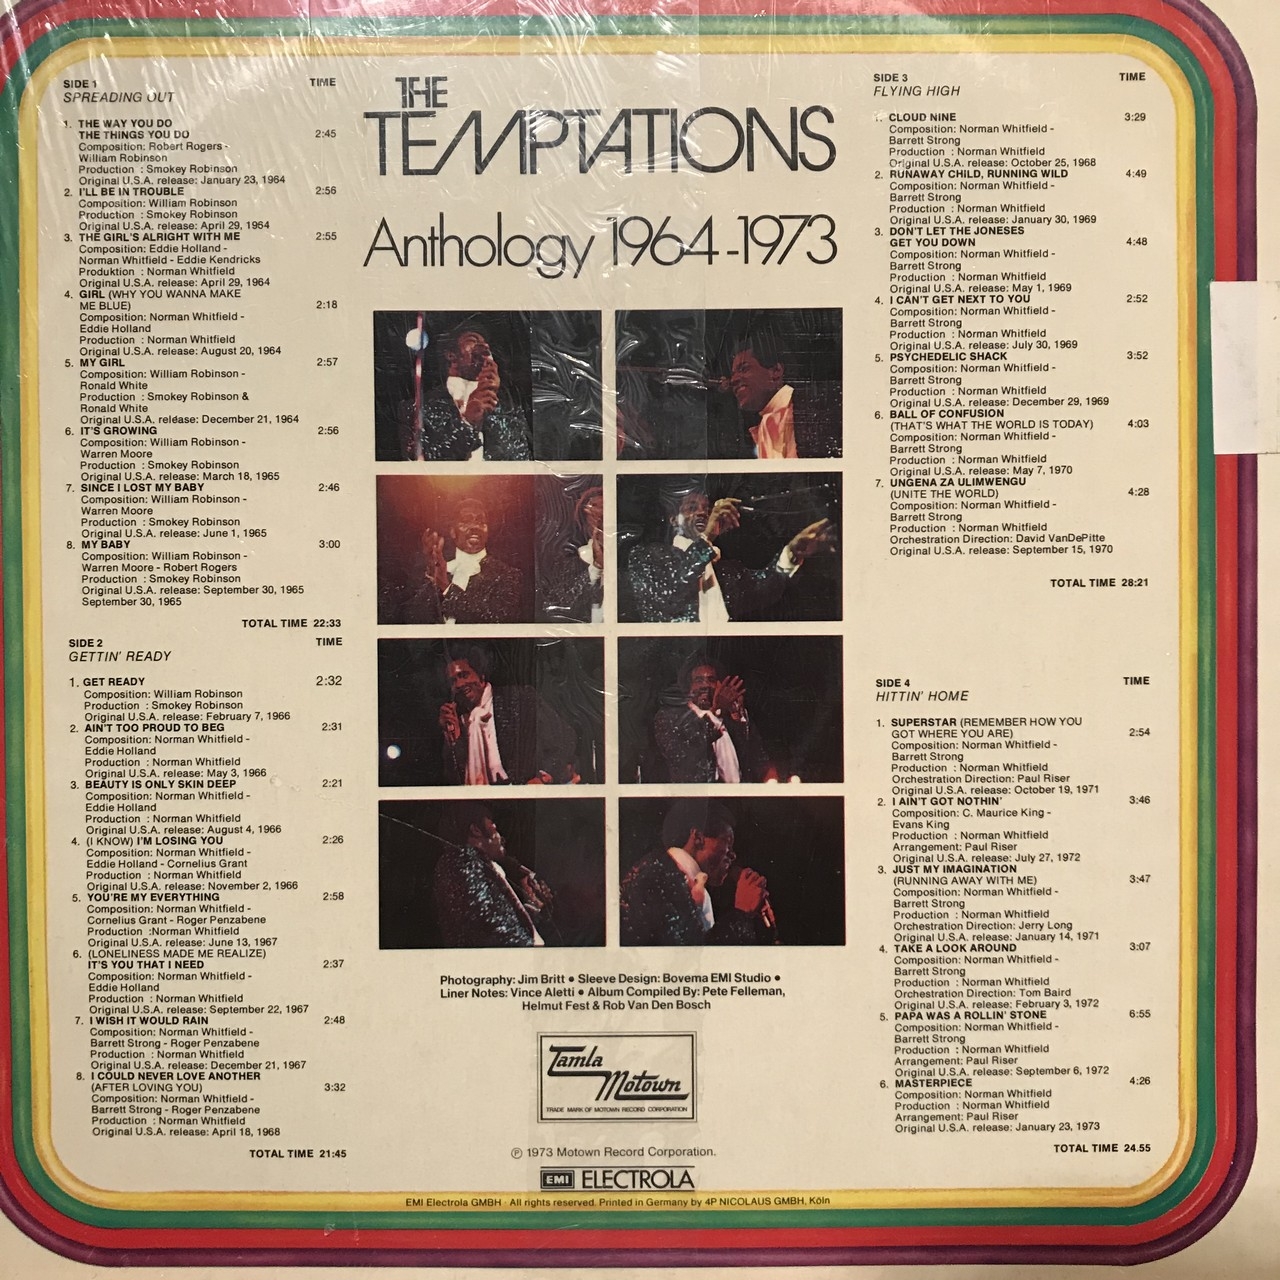 SIDE 1 TIME
SPREADING OUT
1. THE WAY YOU DO
THE THINGS YOU DO 2:45
Composition: Robert Rogers -
William Robinson
Production : Smokey Robinson
Original U.S.A. release: January 23, 1964
2. I'LL BE IN TROUBLE 2:56
Composition: William Robinson
Production : Smokey Robinson
Original U.S.A. release: April 29, 1964
3. THE GIRL'S ALRIGHT WITH ME 2:55
Composition: Eddie Holland -
Norman Whitfield - Eddie Kendricks
Produktion : Norman Whitfield
Original U.S.A. release: April 29, 1964
4. GIRL (WHY YOU WANNA MAKE
ME BLUE) 2:18
Composition: Norman Whitfield -
Eddie Holland
Production : Norman Whitfield
Original U.S.A. release: August 20, 1964
5. MY GIRL 2:57
Composition: William Robinson -
Ronald White
Production : Smokey Robinson &
Ronald White
Original U.S.A. release: December 21, 1964
6. IT'S GROWING 2:56
Composition: William Robinson -
Warren Moore
Production : Smokey Robinson
Original U.S.A. release: March 18, 1965
7. SINCE I LOST MY BABY 2:46
Composition: William Robinson -
Warren Moore
Production : Smokey Robinson
Original U.S.A. release: June 1, 1965
8. MY BABY 3:00
Composition: William Robinson -
Warren Moore - Robert Rogers
Production : Smokey Robinson
Original U.S.A. release: September 30, 1965
September 30, 1965
TOTAL TIME 22:33
SIDE 2 TIME
GETTIN' READY
1. GET READY 2:32
Composition: William Robinson
Production : Smokey Robinson
Original U.S.A. release: February 7, 1966
2. AIN'T TOO PROUD TO BEG 2:31
Composition: Norman Whitfield -
Eddie Holland
Production : Norman Whitfield
Original U.S.A. release: May 3, 1966
3. BEAUTY IS ONLY SKIN DEEP 2:21
Composition: Norman Whitfield -
Eddie Holland
Production : Norman Whitfield
Original U.S.A. release: August 4, 1966
4. (I KNOW) I'M LOSING YOU 2:26
Composition: Norman Whitfield -
Eddie Holland - Cornelius Grant
Production : Norman Whitfield
Original U.S.A. release: November 2, 1966
5. YOU'RE MY EVERYTHING 2:58
Composition: Norman Whitfield -
Cornelius Grant - Roger Penzabene
Production :Norman Whitfield
Original U.S.A. release: June 13, 1967
6. (LONELINESS MADE ME REALIZE)
IT'S YOU THAT I NEED 2:37
Composition: Norman Whitfield -
Eddie Holland
Production : Norman Whitfield
Original U.S.A. release: September 22, 1967
7. I WISH IT WOULD RAIN 2:48
Composition: Norman Whitfield -
Barrett Strong - Roger Penzabene
Production : Norman Whitfield
Original U.S.A. release: December 21, 1967
8. I COULD NEVER LOVE ANOTHER
(AFTER LOVING YOU) 3:32
Composition: Norman Whitfield -
Barrett Strong - Roger Penzabene
Production : Norman Whitfield
Original U.S.A. release: April 18, 1968
TOTAL TIME 21:45
THE
TEMPTATIONS
Anthology 1964-1973
Photography: Jim Britt • Sleeve Design: Bovema EMI Studio •
Liner Notes: Vince Aletti • Album Compiled By: Pete Felleman,
Helmut Fest & Rob Van Den Bosch
Tamla
Motown
TRADE MARK OF MOTOWN RECORD CORPORATION
℗ 1973 Motown Record Corporation.
EMI ELECTROLA
EMI Electrola GMBH · All rights reserved. Printed in Germany by 4P NICOLAUS GMBH, Köln
SIDE 3 TIME
FLYING HIGH
1. CLOUD NINE 3:29
Composition: Norman Whitfield -
Barrett Strong
Production : Norman Whitfield
Original U.S.A. release: October 25, 1968
2. RUNAWAY CHILD, RUNNING WILD 4:49
Composition: Norman Whitfield -
Barrett Strong
Production : Norman Whitfield
Original U.S.A. release: January 30, 1969
3. DON'T LET THE JONESES
GET YOU DOWN 4:48
Composition: Norman Whitfield -
Barrett Strong
Production : Norman Whitfield
Original U.S.A. release: May 1, 1969
4. I CAN'T GET NEXT TO YOU 2:52
Composition: Norman Whitfield -
Barrett Strong
Production : Norman Whitfield
Original U.S.A. release: July 30, 1969
5. PSYCHEDELIC SHACK 3:52
Composition: Norman Whitfield -
Barrett Strong
Production : Norman Whitfield
Original U.S.A. release: December 29, 1969
6. BALL OF CONFUSION
(THAT'S WHAT THE WORLD IS TODAY) 4:03
Composition: Norman Whitfield -
Barrett Strong
Production : Norman Whitfield
Original U.S.A. release: May 7, 1970
7. UNGENA ZA ULIMWENGU
(UNITE THE WORLD) 4:28
Composition: Norman Whitfield -
Barrett Strong
Production : Norman Whitfield
Orchestration Direction: David VanDePitte
Original U.S.A. release: September 15, 1970
TOTAL TIME 28:21
SIDE 4 TIME
HITTIN' HOME
1. SUPERSTAR (REMEMBER HOW YOU
GOT WHERE YOU ARE) 2:54
Composition: Norman Whitfield -
Barrett Strong
Production : Norman Whitfield
Orchestration Direction: Paul Riser
Original U.S.A. release: October 19, 1971
2. I AIN'T GOT NOTHIN' 3:46
Composition: C. Maurice King -
Evans King
Production : Norman Whitfield
Arrangement: Paul Riser
Original U.S.A. release: July 27, 1972
3. JUST MY IMAGINATION
(RUNNING AWAY WITH ME) 3:47
Composition: Norman Whitfield -
Barrett Strong
Production : Norman Whitfield
Orchestration Direction: Jerry Long
Original U.S.A. release: January 14, 1971
4. TAKE A LOOK AROUND 3:07
Composition: Norman Whitfield -
Barrett Strong
Production : Norman Whitfield
Orchestration Direction: Tom Baird
Original U.S.A. release: February 3, 1972
5. PAPA WAS A ROLLIN' STONE 6:55
Composition: Norman Whitfield -
Barrett Strong
Production : Norman Whitfield
Arrangement: Paul Riser
Original U.S.A. release: September 6, 1972
6. MASTERPIECE 4:26
Composition: Norman Whitfield
Production : Norman Whitfield
Arrangement: Paul Riser
Original U.S.A. release: January 23, 1973
TOTAL TIME 24.55